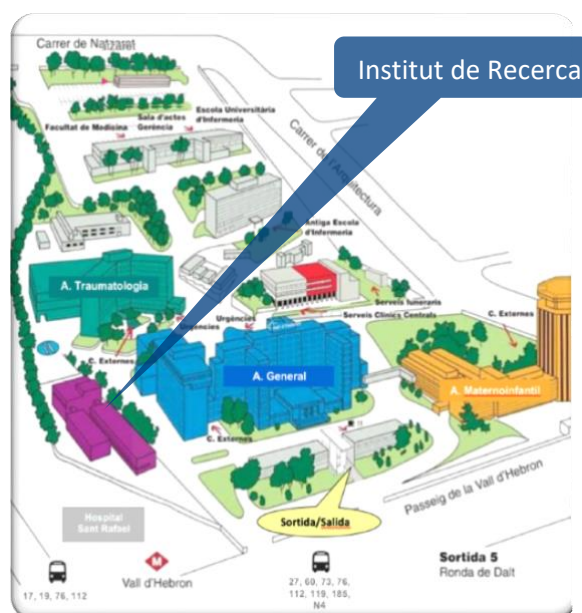 Carrer de Natzaret
Institut de Recerca
Escola Universitària
d'Infermeria
Sala d'actes
Gerència
Facultat de Medicina
Carrer de l'Arquitectura
Antiga Escola
d'Infermeria
A. Traumatologia
Serveis funeraris
Serveis Clínics Centrals
Urgències
Urgències
C. Externes
C. Externes
A. General
A. Maternoinfantil
C. Externes
Passeig de la Vall d'Hebron
Sortida/Salida
Hospital
Sant Rafael
M
Vall d'Hebron
17, 19, 76, 112
27, 60, 73, 76,
112, 119, 185,
N4
Sortida 5
Ronda de Dalt